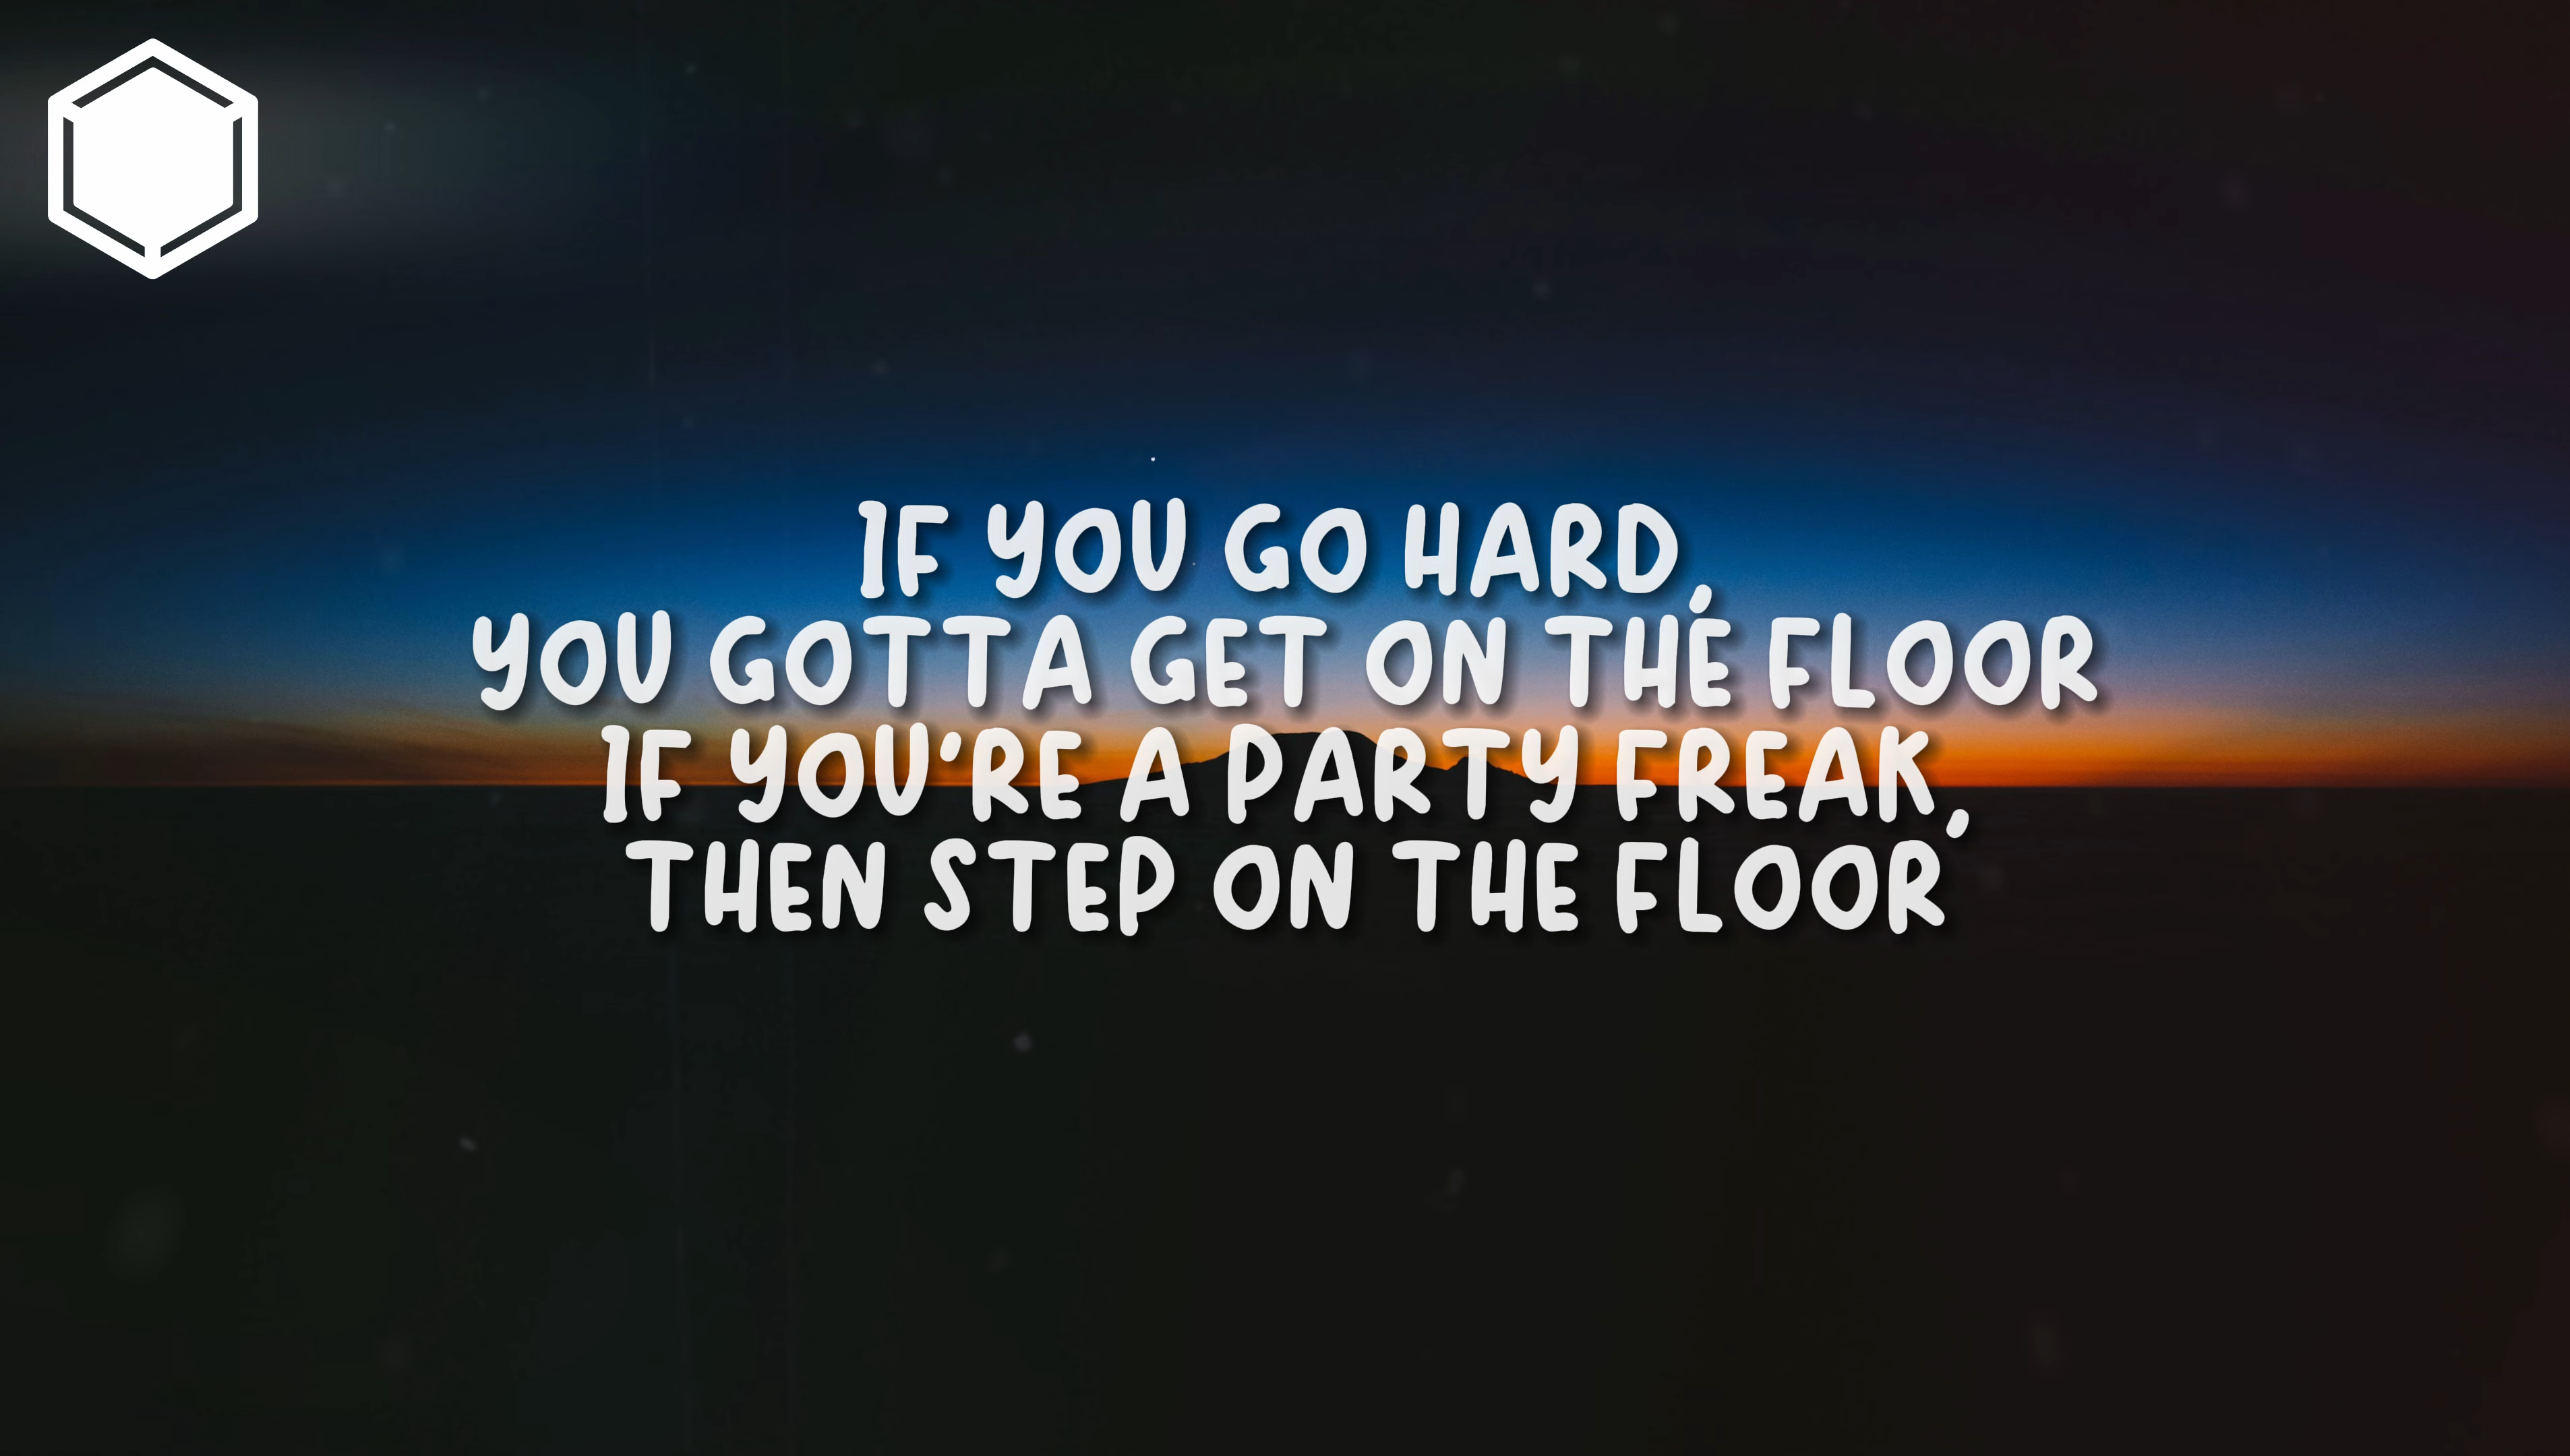 IF YOU GO HARD,
YOU GOTTA GET ON THE FLOOR
IF YOU'RE A PARTY FREAK,
THEN STEP ON THE FLOOR